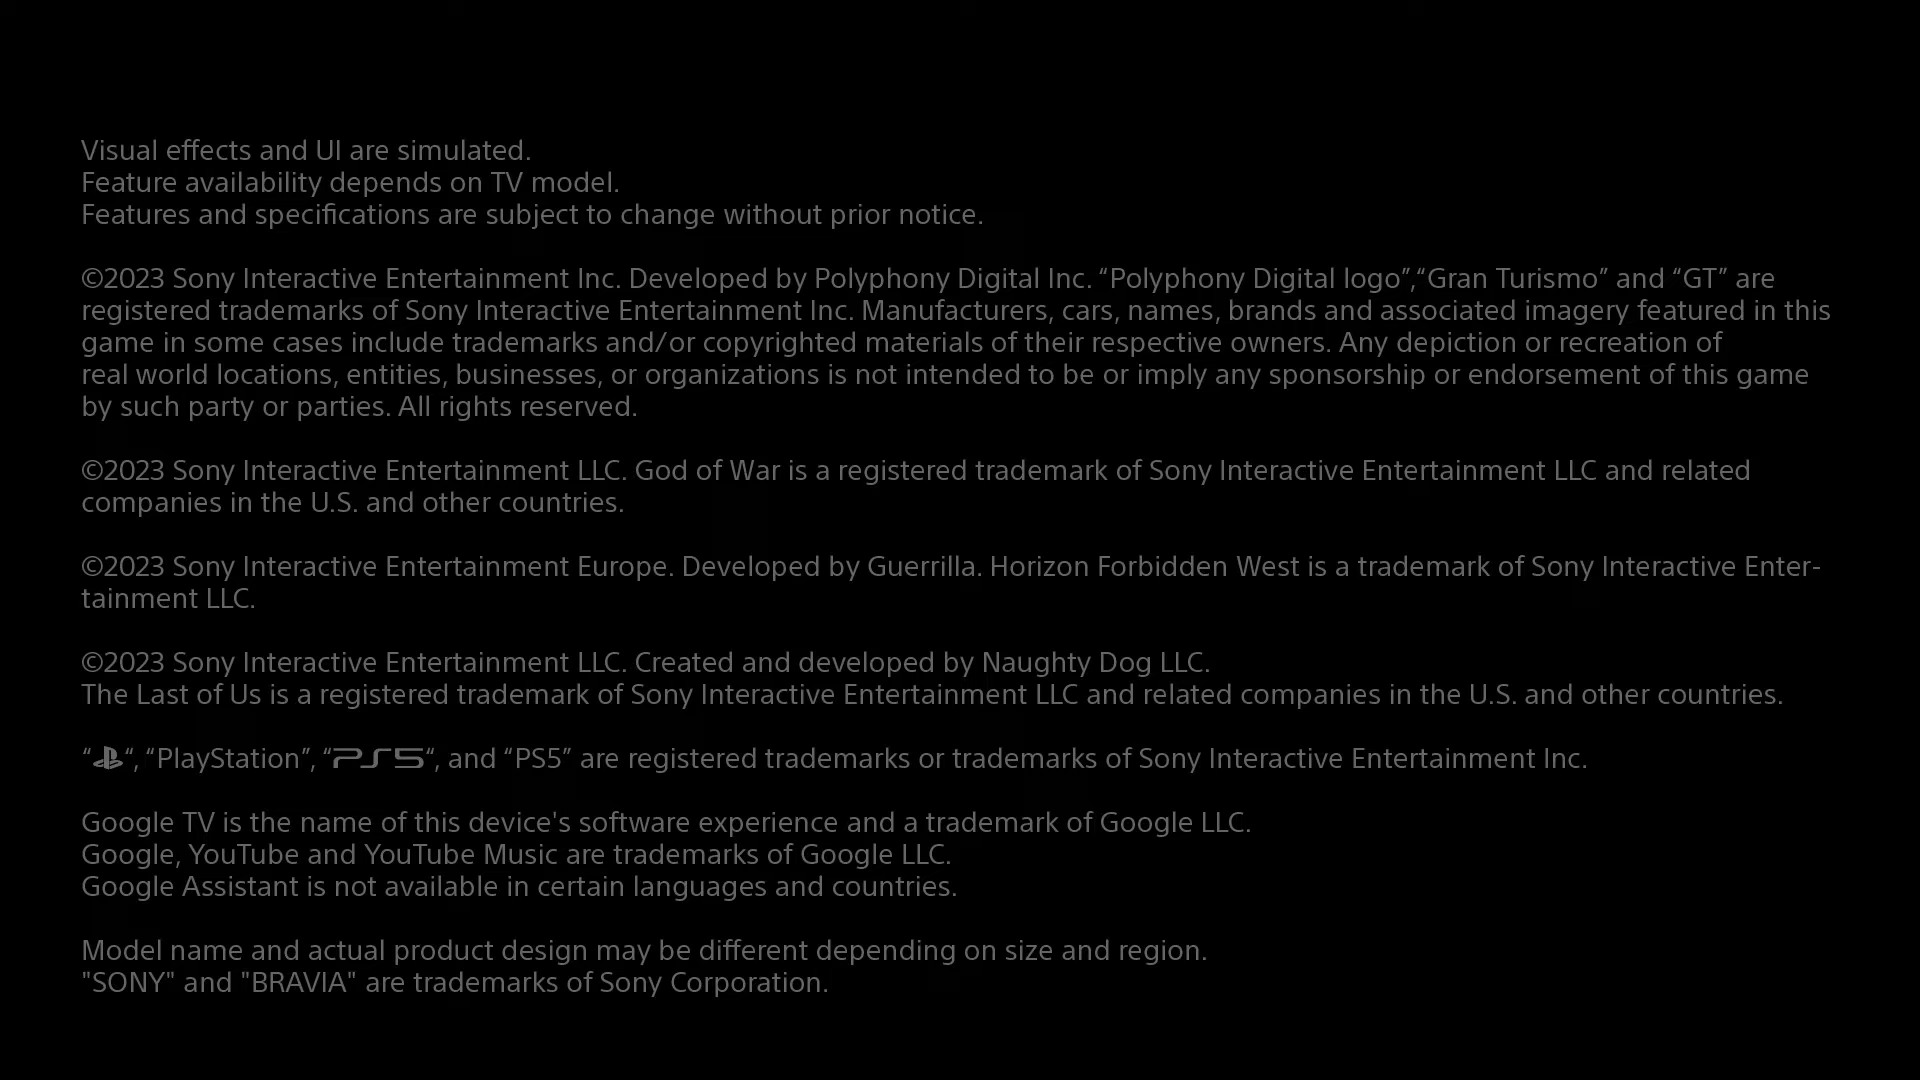 Visual effects and UI are simulated.
Feature availability depends on TV model.
Features and specifications are subject to change without prior notice.
©2023 Sony Interactive Entertainment Inc. Developed by Polyphony Digital Inc. “Polyphony Digital logo”,“Gran Turismo” and “GT” are
registered trademarks of Sony Interactive Entertainment Inc. Manufacturers, cars, names, brands and associated imagery featured in this
game in some cases include trademarks and/or copyrighted materials of their respective owners. Any depiction or recreation of
real world locations, entities, businesses, or organizations is not intended to be or imply any sponsorship or endorsement of this game
by such party or parties. All rights reserved.
©2023 Sony Interactive Entertainment LLC. God of War is a registered trademark of Sony Interactive Entertainment LLC and related
companies in the U.S. and other countries.
©2023 Sony Interactive Entertainment Europe. Developed by Guerrilla. Horizon Forbidden West is a trademark of Sony Interactive Enter-
tainment LLC.
©2023 Sony Interactive Entertainment LLC. Created and developed by Naughty Dog LLC.
The Last of Us is a registered trademark of Sony Interactive Entertainment LLC and related companies in the U.S. and other countries.
“PS“, “PlayStation”, “PS5“, and “PS5” are registered trademarks or trademarks of Sony Interactive Entertainment Inc.
Google TV is the name of this device's software experience and a trademark of Google LLC.
Google, YouTube and YouTube Music are trademarks of Google LLC.
Google Assistant is not available in certain languages and countries.
Model name and actual product design may be different depending on size and region.
"SONY" and "BRAVIA" are trademarks of Sony Corporation.